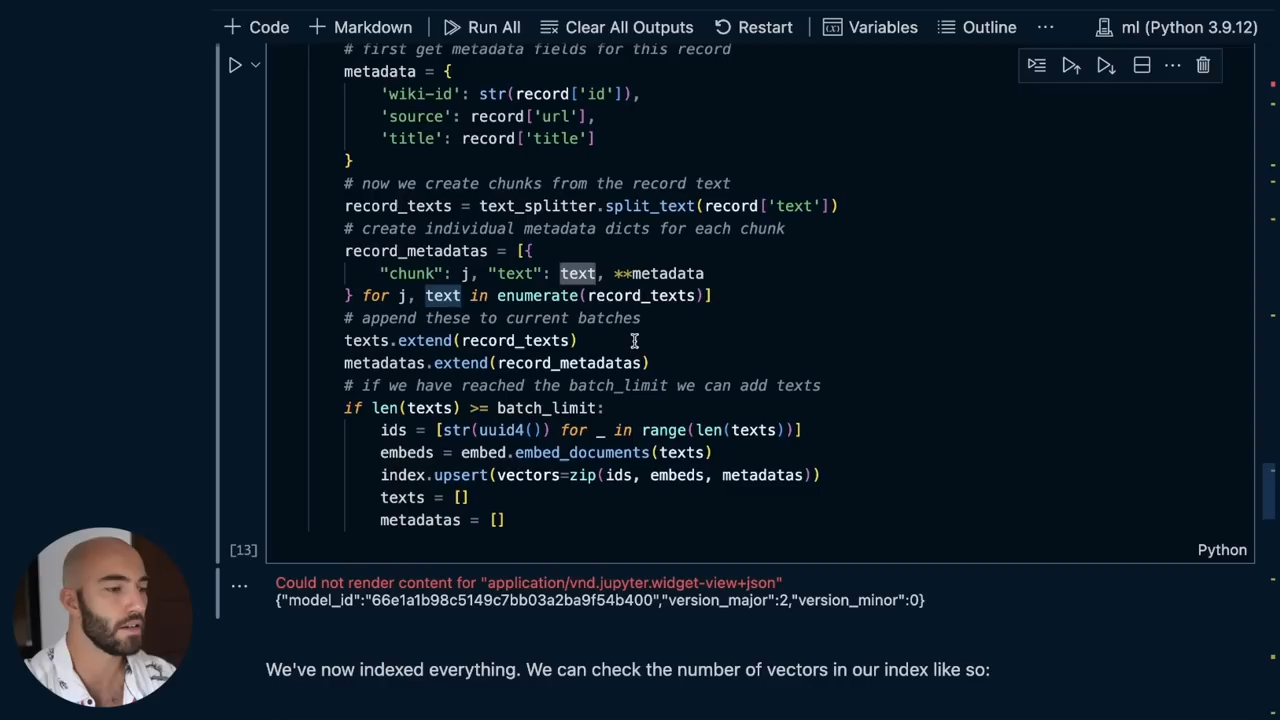 Code Markdown Run All Clear All Outputs Restart Variables Outline ... ml (Python 3.9.12)
# first get metadata fields for this record
metadata = {
'wiki-id': str(record['id']),
'source': record['url'],
'title': record['title']
}
# now we create chunks from the record text
record_texts = text_splitter.split_text(record['text'])
# create individual metadata dicts for each chunk
record_metadatas = [{
"chunk": j, "text": text, **metadata
} for j, text in enumerate(record_texts)]
# append these to current batches
texts.extend(record_texts)
metadatas.extend(record_metadatas)
# if we have reached the batch_limit we can add texts
if len(texts) >= batch_limit:
ids = [str(uuid4()) for _ in range(len(texts))]
embeds = embed.embed_documents(texts)
index.upsert(vectors=zip(ids, embeds, metadatas))
texts = []
metadatas = []
[13] Python
Could not render content for "application/vnd.jupyter.widget-view+json"
{"model_id":"66e1a1b98c5149c7bb03a2ba9f54b400","version_major":2,"version_minor":0}
We've now indexed everything. We can check the number of vectors in our index like so: